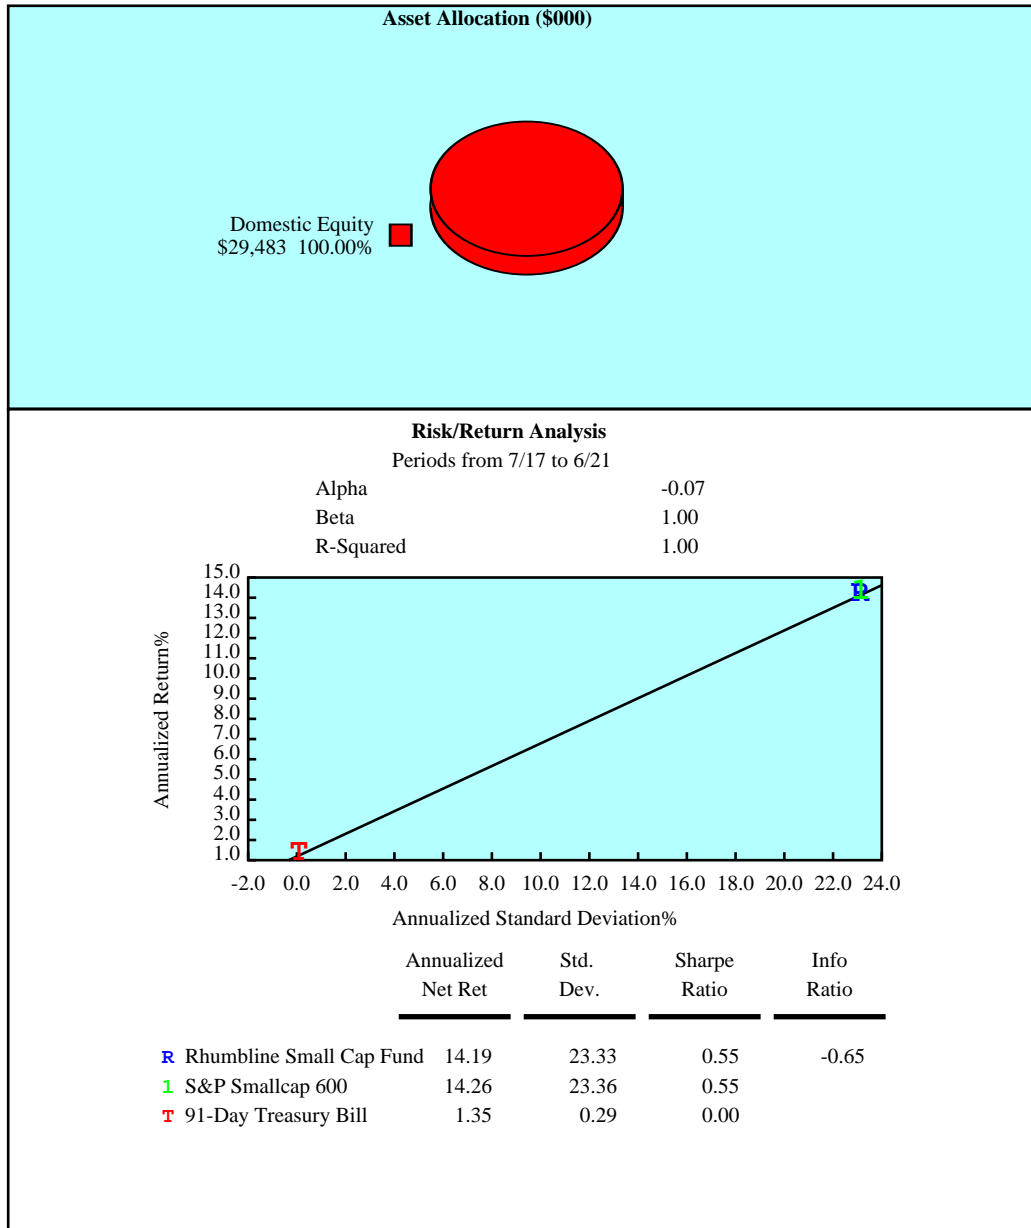 Asset Allocation ($000)
Domestic Equity
$29,483 100.00%
Risk/Return Analysis
Periods from 7/17 to 6/21
Alpha -0.07
Beta 1.00
R-Squared 1.00
15.0
14.0
13.0
12.0
11.0
10.0
9.0
8.0
7.0
6.0
5.0
4.0
3.0
2.0
1.0
Annualized Return%
R
1
T
-2.0 0.0 2.0 4.0 6.0 8.0 10.0 12.0 14.0 16.0 18.0 20.0 22.0 24.0
Annualized Standard Deviation%
Annualized Std. Sharpe Info
Net Ret Dev. Ratio Ratio
R Rhumbline Small Cap Fund 14.19 23.33 0.55 -0.65
1 S&P Smallcap 600 14.26 23.36 0.55
T 91-Day Treasury Bill 1.35 0.29 0.00